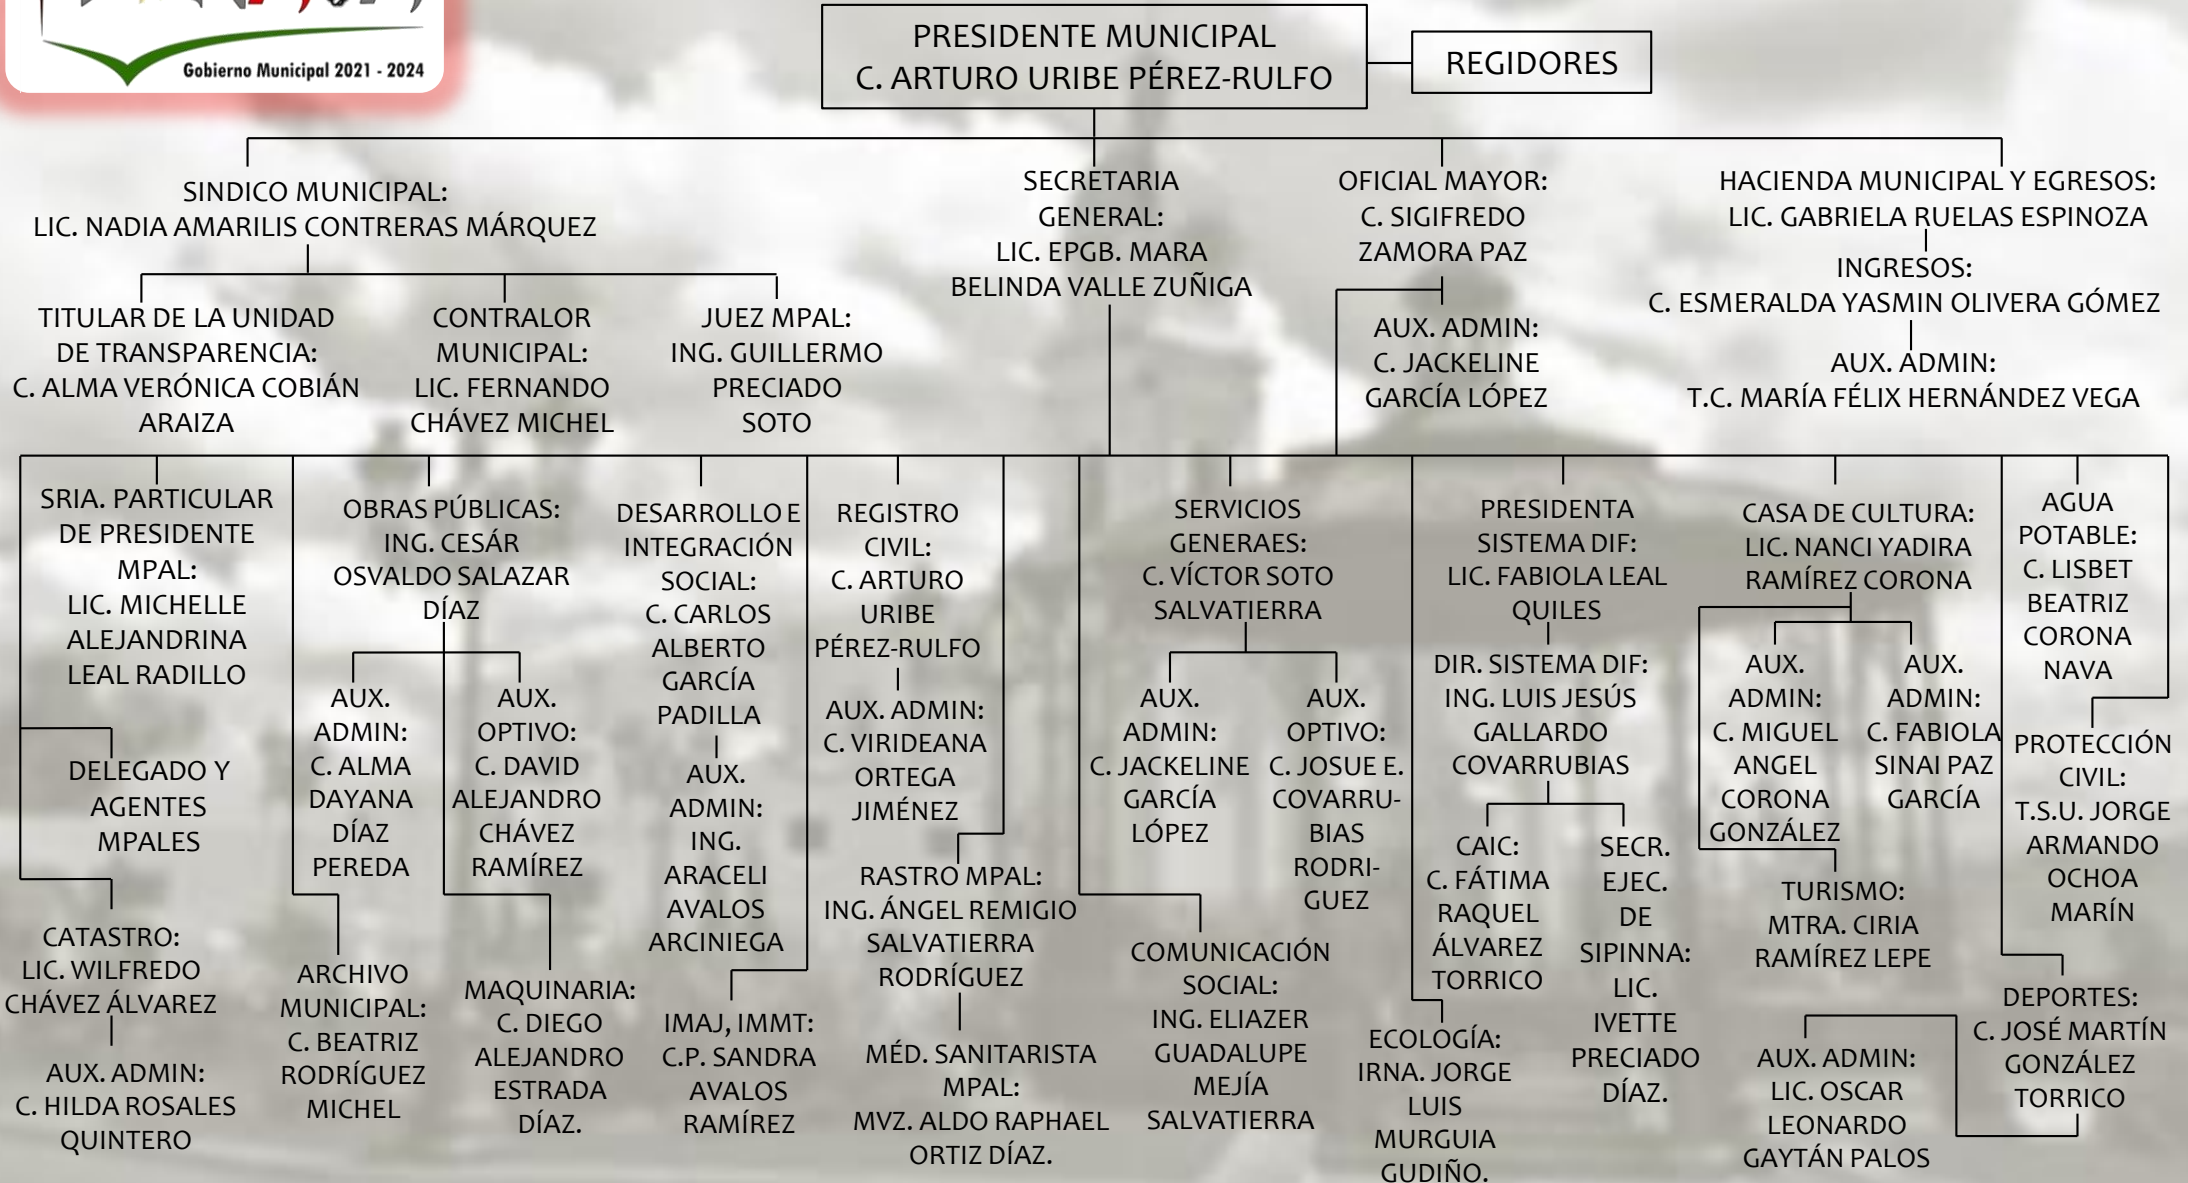 Gobierno Municipal 2021 - 2024
PRESIDENTE MUNICIPAL
C. ARTURO URIBE PÉREZ-RULFO
REGIDORES
SINDICO MUNICIPAL:
LIC. NADIA AMARILIS CONTRERAS MÁRQUEZ
SECRETARIA
GENERAL:
LIC. EPGB. MARA
BELINDA VALLE ZUÑIGA
OFICIAL MAYOR:
C. SIGIFREDO
ZAMORA PAZ
HACIENDA MUNICIPAL Y EGRESOS:
LIC. GABRIELA RUELAS ESPINOZA
INGRESOS:
C. ESMERALDA YASMIN OLIVERA GÓMEZ
AUX. ADMIN:
T.C. MARÍA FÉLIX HERNÁNDEZ VEGA
TITULAR DE LA UNIDAD
DE TRANSPARENCIA:
C. ALMA VERÓNICA COBIÁN
ARAIZA
CONTRALOR
MUNICIPAL:
LIC. FERNANDO
CHÁVEZ MICHEL
JUEZ MPAL:
ING. GUILLERMO
PRECIADO
SOTO
AUX. ADMIN:
C. JACKELINE
GARCÍA LÓPEZ
SRIA. PARTICULAR
DE PRESIDENTE
MPAL:
LIC. MICHELLE
ALEJANDRINA
LEAL RADILLO
DELEGADO Y
AGENTES
MPALES
CATASTRO:
LIC. WILFREDO
CHÁVEZ ÁLVAREZ
AUX. ADMIN:
C. HILDA ROSALES
QUINTERO
OBRAS PÚBLICAS:
ING. CESÁR
OSVALDO SALAZAR
DÍAZ
AUX.
ADMIN:
C. ALMA
DAYANA
DÍAZ
PEREDA
AUX.
OPTIVO:
C. DAVID
ALEJANDRO
CHÁVEZ
RAMÍREZ
ARCHIVO
MUNICIPAL:
C. BEATRIZ
RODRÍGUEZ
MICHEL
MAQUINARIA:
C. DIEGO
ALEJANDRO
ESTRADA
DÍAZ.
DESARROLLO E
INTEGRACIÓN
SOCIAL:
C. CARLOS
ALBERTO
GARCÍA
PADILLA
AUX.
ADMIN:
ING.
ARACELI
AVALOS
ARCINIEGA
IMAJ, IMMT:
C.P. SANDRA
AVALOS
RAMÍREZ
REGISTRO
CIVIL:
C. ARTURO
URIBE
PÉREZ-RULFO
AUX. ADMIN:
C. VIRIDEANA
ORTEGA
JIMÉNEZ
RASTRO MPAL:
ING. ÁNGEL REMIGIO
SALVATIERRA
RODRÍGUEZ
MÉD. SANITARISTA
MPAL:
MVZ. ALDO RAPHAEL
ORTIZ DÍAZ.
SERVICIOS
GENERAES:
C. VÍCTOR SOTO
SALVATIERRA
AUX.
ADMIN:
C. JACKELINE
GARCÍA
LÓPEZ
AUX.
OPTIVO:
C. JOSUE E.
COVARRU-
BIAS
RODRI-
GUEZ
COMUNICACIÓN
SOCIAL:
ING. ELIAZER
GUADALUPE
MEJÍA
SALVATIERRA
PRESIDENTA
SISTEMA DIF:
LIC. FABIOLA LEAL
QUILES
DIR. SISTEMA DIF:
ING. LUIS JESÚS
GALLARDO
COVARRUBIAS
CAIC:
C. FÁTIMA
RAQUEL
ÁLVAREZ
TORRICO
SECR.
EJEC.
DE
SIPINNA:
LIC.
IVETTE
PRECIADO
DÍAZ.
ECOLOGÍA:
IRNA. JORGE
LUIS
MURGUIA
GUDIÑO.
CASA DE CULTURA:
LIC. NANCI YADIRA
RAMÍREZ CORONA
AUX.
ADMIN:
C. MIGUEL
ANGEL
CORONA
GONZÁLEZ
AUX.
ADMIN:
C. FABIOLA
SINAI PAZ
GARCÍA
TURISMO:
MTRA. CIRIA
RAMÍREZ LEPE
AUX. ADMIN:
LIC. OSCAR
LEONARDO
GAYTÁN PALOS
AGUA
POTABLE:
C. LISBET
BEATRIZ
CORONA
NAVA
PROTECCIÓN
CIVIL:
T.S.U. JORGE
ARMANDO
OCHOA
MARÍN
DEPORTES:
C. JOSÉ MARTÍN
GONZÁLEZ
TORRICO